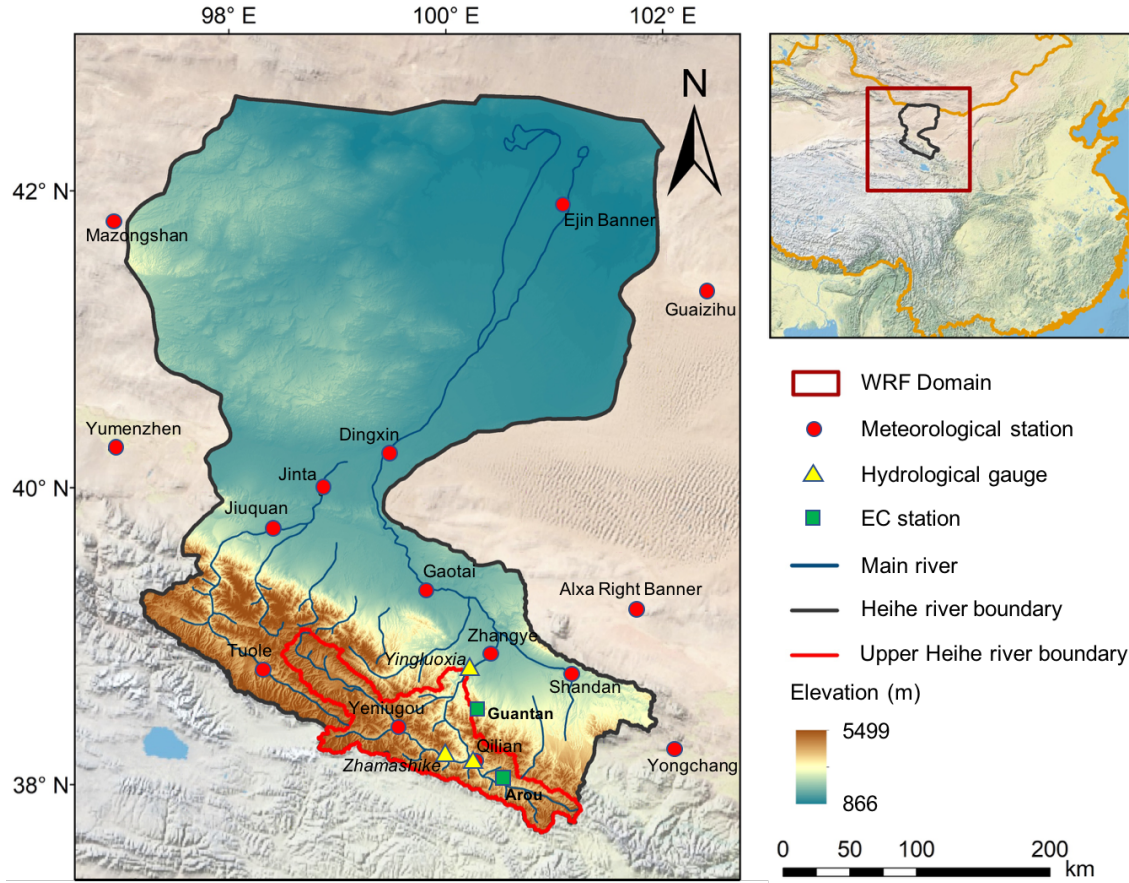 98° E
100° E
102° E
42° N
40° N
38° N
N
Mazongshan
Ejin Banner
Guaizihu
Yumenzhen
Dingxin
Jinta
Jiuquan
Gaotai
Alxa Right Banner
Zhangye
Yingluoxia
Tuole
Shandan
Yeniugou
Guantan
Qilian
Zhamashike
Yongchang
Arou
WRF Domain
Meteorological station
Hydrological gauge
EC station
Main river
Heihe river boundary
Upper Heihe river boundary
Elevation (m)
5499
866
0 50 100 200
km